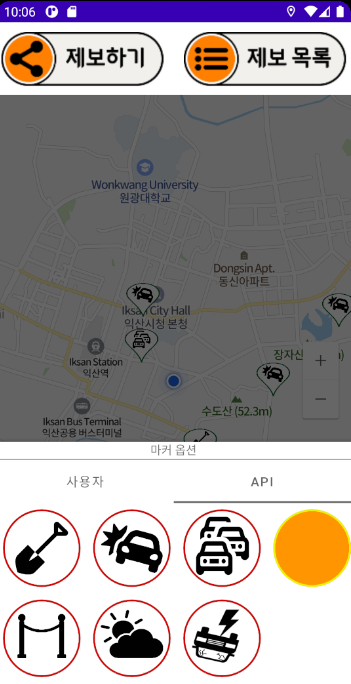 10:06
제보하기
제보 목록
Wonkwang University
원광대학교
Dongsin Apt.
동신아파트
Iksan City Hall
익산시청 본청
Iksan Station
익산역
장자산
m)
수도산 (52.3m)
Iksan Bus Terminal
익산공용 버스터미널
마커 옵션
사용자
API